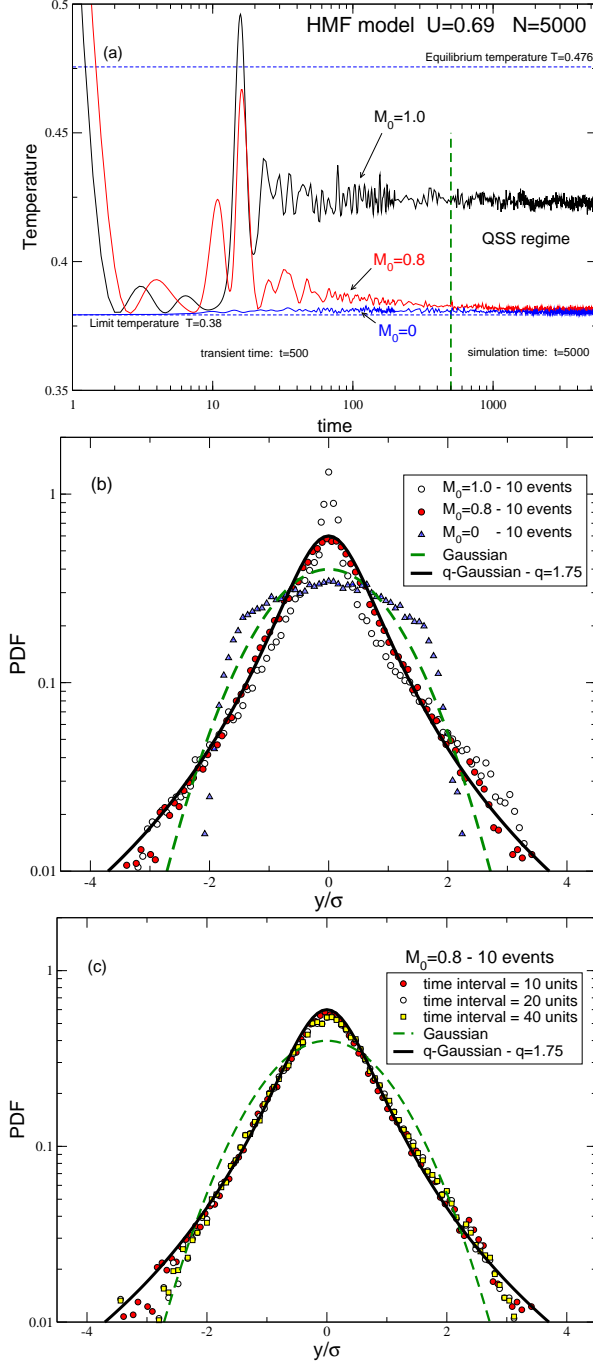 HMF model U=0.69 N=5000
(a)
Equilibrium temperature T=0.476
M0=1.0
QSS regime
M0=0.8
Limit temperature T=0.38
M0=0
transient time: t=500
simulation time: t=5000
Temperature
0.5
0.45
0.4
0.35
1
10
100
1000
time
(b)
M0=1.0 - 10 events
M0=0.8 - 10 events
M0=0 - 10 events
Gaussian
q-Gaussian - q=1.75
PDF
1
0.1
0.01
-4
-2
0
2
4
y/σ
(c)
M0=0.8 - 10 events
time interval = 10 units
time interval = 20 units
time interval = 40 units
Gaussian
q-Gaussian - q=1.75
PDF
1
0.1
0.01
-4
-2
0
2
4
y/σ